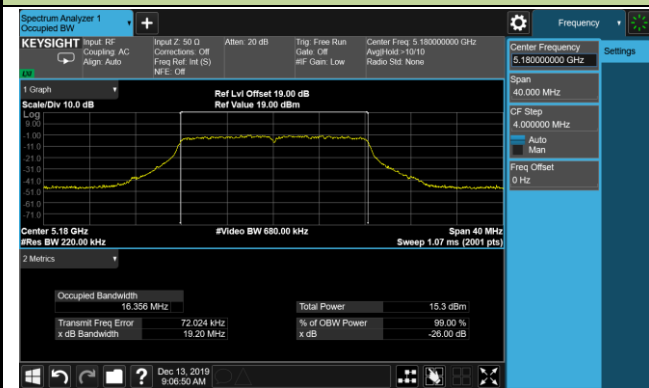 Spectrum Analyzer 1
Occupied BW
+
Frequency
KEYSIGHT
Input: RF
Coupling: AC
Align: Auto
Input Z: 50 Ω
Corrections: Off
Freq Ref: Int (S)
NFE: Off
Atten: 20 dB
Trig: Free Run
Gate: Off
#IF Gain: Low
Center Freq: 5.180000000 GHz
Avg|Hold:>10/10
Radio Std: None
Center Frequency
5.180000000 GHz
Settings
Span
40.000 MHz
CF Step
4.000000 MHz
Auto
Man
Freq Offset
0 Hz
1 Graph
Scale/Div 10.0 dB
Ref Lvl Offset 19.00 dB
Ref Value 19.00 dBm
Log
9.00
-1.00
-11.0
-21.0
-31.0
-41.0
-51.0
-61.0
-71.0
Center 5.18 GHz
#Video BW 680.00 kHz
Span 40 MHz
#Res BW 220.00 kHz
Sweep 1.07 ms (2001 pts)
2 Metrics
Occupied Bandwidth
16.356 MHz
Total Power 15.3 dBm
Transmit Freq Error 72.024 kHz
% of OBW Power 99.00 %
x dB Bandwidth 19.20 MHz
x dB -26.00 dB
?
Dec 13, 2019
9:06:50 AM